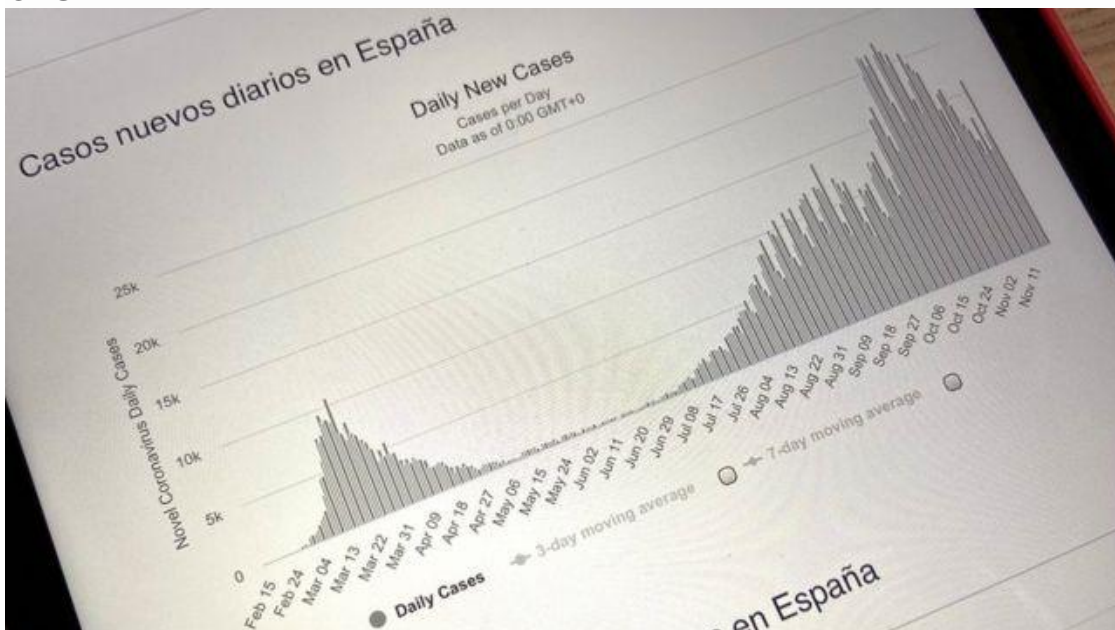 Casos nuevos diarios en España
Daily New Cases
Cases per Day
Data as of 0:00 GMT+0
Novel Coronavirus Daily Cases
25k
20k
15k
10k
5k
0
Feb 15
Feb 24
Mar 04
Mar 13
Mar 22
Mar 31
Apr 09
Apr 18
Apr 27
May 06
May 15
May 24
Jun 02
Jun 11
Jun 20
Jun 29
Jul 08
Jul 17
Jul 26
Aug 04
Aug 13
Aug 22
Aug 31
Sep 09
Sep 18
Sep 27
Oct 06
Oct 15
Oct 24
Nov 02
Nov 11
Daily Cases
3-day moving average
7-day moving average
en España